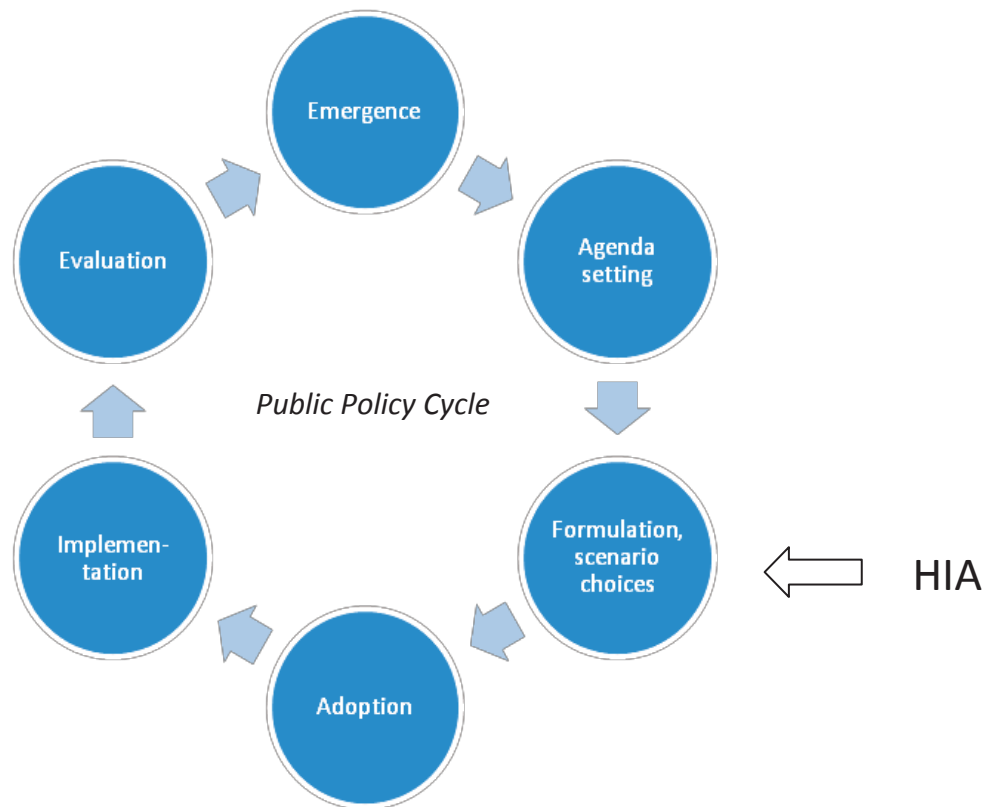 Emergence
Agenda
setting
Formulation,
scenario
choices
HIA
Adoption
Implemen-
tation
Evaluation
Public Policy Cycle